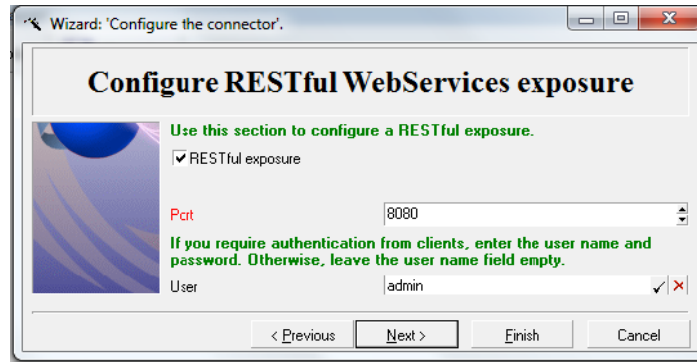 Wizard: 'Configure the connector'.
Configure RESTful WebServices exposure
Use this section to configure a RESTful exposure.
RESTful exposure
Port 8080
If you require authentication from clients, enter the user name and
password. Otherwise, leave the user name field empty.
User admin
< Previous Next > Finish Cancel